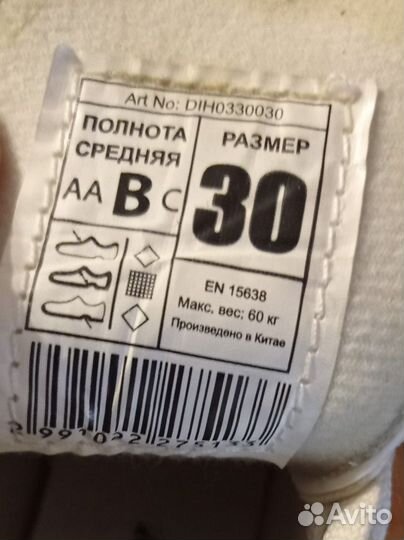 Art No: DIH0330030
ПОЛНОТА
СРЕДНЯЯ
AA B C
РАЗМЕР
30
EN 15638
Макс. вес: 60 кг
Произведено в Китае
Avito